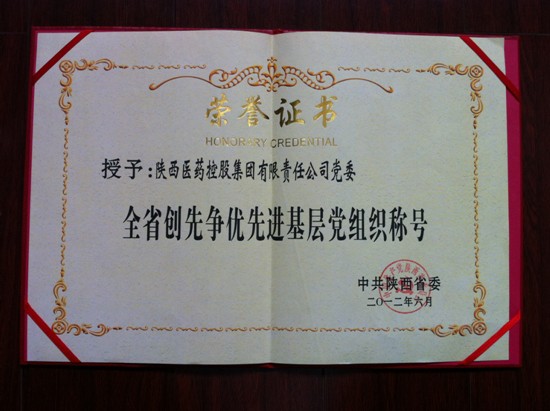 荣誉证书
HONORARY CREDENTIAL
授予:陕西医药控股集团有限责任公司党委
全省创先争优先进基层党组织称号
中共陕西省委
二〇一二年六月